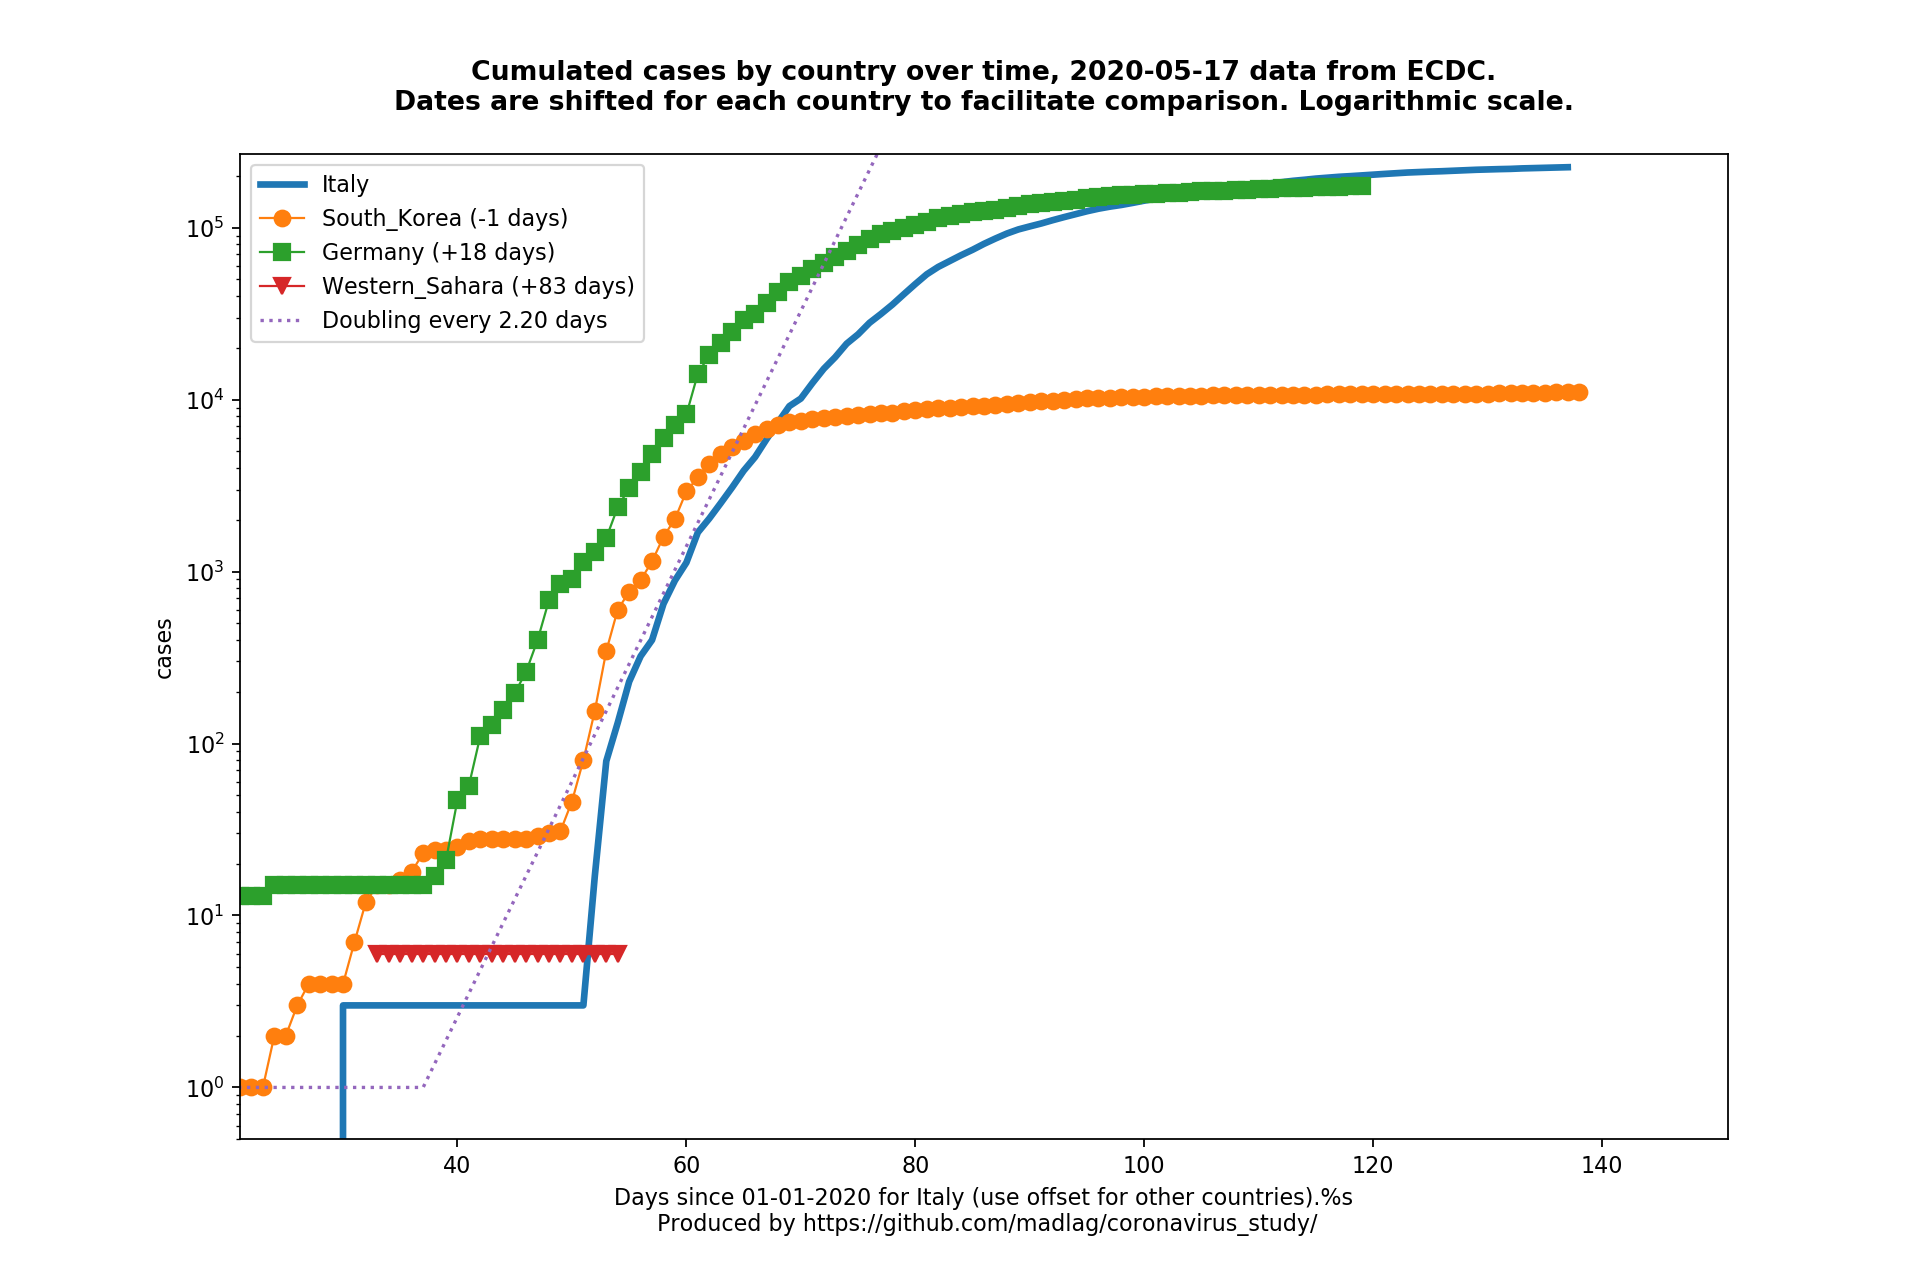 Cumulated cases by country over time, 2020-05-17 data from ECDC.
Dates are shifted for each country to facilitate comparison. Logarithmic scale.
Italy
South_Korea (-1 days)
Germany (+18 days)
Western_Sahara (+83 days)
Doubling every 2.20 days
10^5
10^4
10^3
10^2
10^1
10^0
cases
40 60 80 100 120 140
Days since 01-01-2020 for Italy (use offset for other countries).%s
Produced by https://github.com/madlag/coronavirus_study/